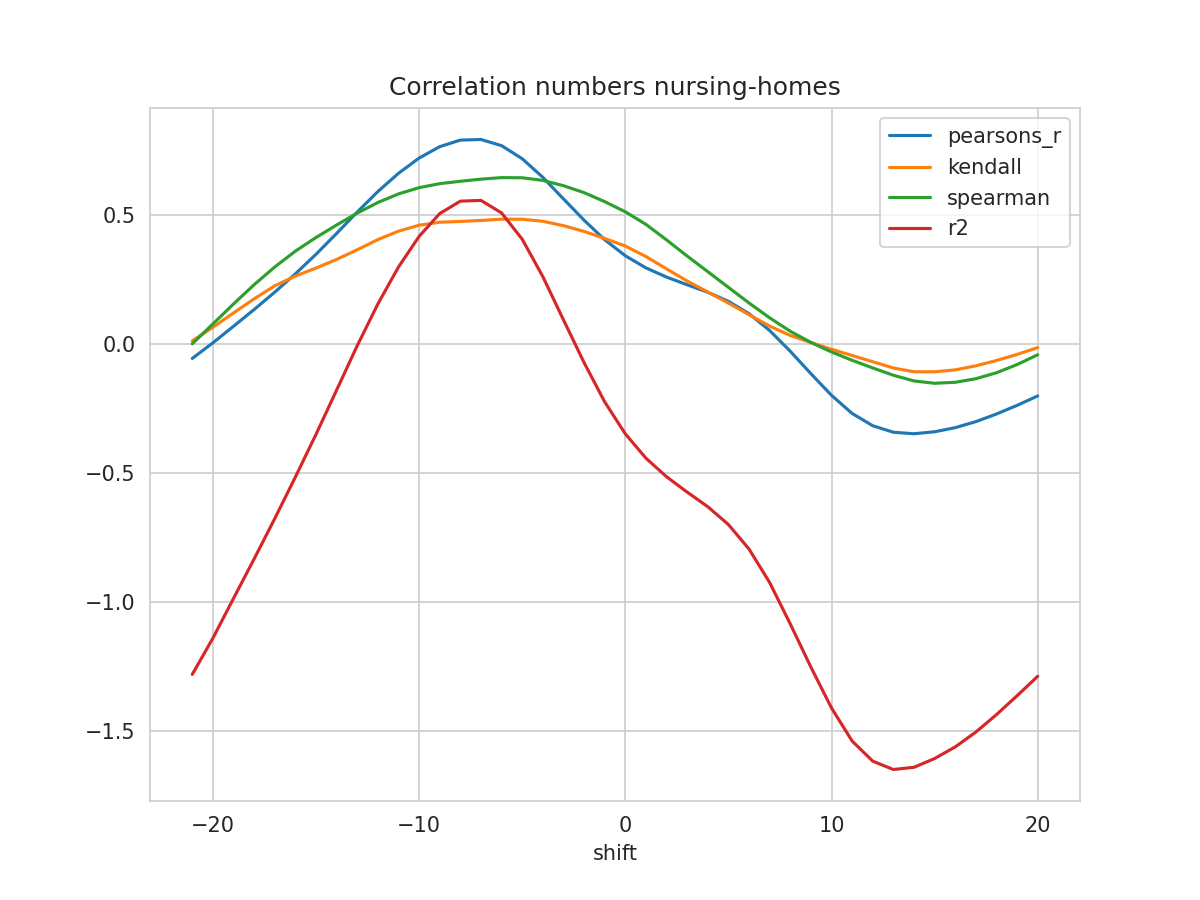 Correlation numbers nursing-homes
pearsons_r
kendall
spearman
r2
0.5
0.0
−0.5
−1.0
−1.5
−20 −10 0 10 20
shift